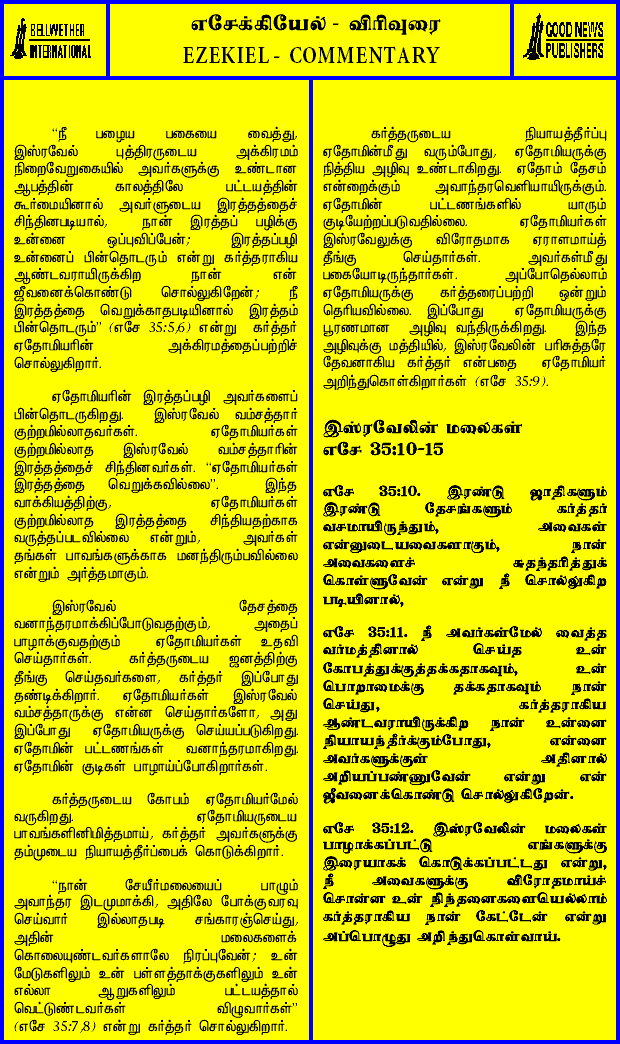 BELLWETHER
INTERNATIONAL
எசேக்கியேல் - விரிவுரை
EZEKIEL - COMMENTARY
GOOD NEWS
PUBLISHERS
“நீ பழைய பகையை வைத்து,
இஸ்ரவேல் புத்திரருடைய அக்கிரமம்
நிறைவேறுகையில் அவர்களுக்கு உண்டான
ஆபத்தின் காலத்திலே பட்டயத்தின்
கூர்மையினால் அவர்களுடைய இரத்தத்தைச்
சிந்தினபடியால், நான் இரத்தப் பழிக்கு
உன்னை ஒப்புவிப்பேன்; இரத்தப்பழி
உன்னைப் பின்தொடரும் என்று கர்த்தராகிய
ஆண்டவராயிருக்கிற நான் என்
ஜீவனைக்கொண்டு சொல்லுகிறேன்; நீ
இரத்தத்தை வெறுக்காதபடியினால் இரத்தம்
பின்தொடரும்” (எசே 35:5,6) என்று கர்த்தர்
ஏதோமியரின் அக்கிரமத்தைப்பற்றிச்
சொல்லுகிறார்.
ஏதோமியரின் இரத்தப்பழி அவர்களைப்
பின்தொடருகிறது. இஸ்ரவேல் வம்சத்தார்
குற்றமில்லாதவர்கள். ஏதோமியர்கள்
குற்றமில்லாத இஸ்ரவேல் வம்சத்தாரின்
இரத்தத்தைச் சிந்தினவர்கள். “ஏதோமியர்கள்
இரத்தத்தை வெறுக்கவில்லை”. இந்த
வாக்கியத்திற்கு, ஏதோமியர்கள்
குற்றமில்லாத இரத்தத்தை சிந்தியதற்காக
வருத்தப்படவில்லை என்றும், அவர்கள்
தங்கள் பாவங்களுக்காக மனந்திரும்பவில்லை
என்றும் அர்த்தமாகும்.
இஸ்ரவேல் தேசத்தை
வனாந்தரமாக்கிப்போடுவதற்கும், அதைப்
பாழாக்குவதற்கும் ஏதோமியர்கள் உதவி
செய்தார்கள். கர்த்தருடைய ஜனத்திற்கு
தீங்கு செய்தவர்களை, கர்த்தர் இப்போது
தண்டிக்கிறார். ஏதோமியர்கள் இஸ்ரவேல்
வம்சத்தாருக்கு என்ன செய்தார்களோ, அது
இப்போது ஏதோமியருக்கு செய்யப்படுகிறது.
ஏதோமின் பட்டணங்கள் வனாந்தரமாகிறது.
ஏதோமின் குடிகள் பாழாய்ப்போகிறார்கள்.
கர்த்தருடைய கோபம் ஏதோமியர்மேல்
வருகிறது. ஏதோமியருடைய
பாவங்களினிமித்தமாய், கர்த்தர் அவர்களுக்கு
தம்முடைய நியாயத்தீர்ப்பைக் கொடுக்கிறார்.
“நான் சேயீர்மலையைப் பாழும்
அவாந்தர இடமுமாக்கி, அதிலே போக்குவரவு
செய்வார் இல்லாதபடி சங்காரஞ்செய்து,
அதின் மலைகளைக்
கொலையுண்டவர்களாலே நிரப்புவேன்; உன்
மேடுகளிலும் உன் பள்ளத்தாக்குகளிலும் உன்
எல்லா ஆறுகளிலும் பட்டயத்தால்
வெட்டுண்டவர்கள் விழுவார்கள்”
(எசே 35:7,8) என்று கர்த்தர் சொல்லுகிறார்.
கர்த்தருடைய நியாயத்தீர்ப்பு
ஏதோமின்மீது வரும்போது, ஏதோமியருக்கு
நித்திய அழிவு உண்டாகிறது. ஏதோம் தேசம்
என்றைக்கும் அவாந்தரவெளியாயிருக்கும்.
ஏதோமின் பட்டணங்களில் யாரும்
குடியேற்றப்படுவதில்லை. ஏதோமியர்கள்
இஸ்ரவேலுக்கு விரோதமாக ஏராளமாய்த்
தீங்கு செய்தார்கள். அவர்கள்மீது
பகையோடிருந்தார்கள். அப்போதெல்லாம்
ஏதோமியருக்கு கர்த்தரைப்பற்றி ஒன்றும்
தெரியவில்லை. இப்போது ஏதோமியருக்கு
பூரணமான அழிவு வந்திருக்கிறது. இந்த
அழிவுக்கு மத்தியில், இஸ்ரவேலின் பரிசுத்தரே
தேவனாகிய கர்த்தர் என்பதை ஏதோமியர்
அறிந்துகொள்கிறார்கள் (எசே 35:9).
இஸ்ரவேலின் மலைகள்
எசே 35:10-15
எசே 35:10. இரண்டு ஜாதிகளும்
இரண்டு தேசங்களும் கர்த்தர்
வசமாயிருந்தும், அவைகள்
என்னுடையவைகளாகும், நான்
அவைகளைச் சுதந்தரித்துக்
கொள்ளுவேன் என்று நீ சொல்லுகிற
படியினால்,
எசே 35:11. நீ அவர்கள்மேல் வைத்த
வர்மத்தினால் செய்த உன்
கோபத்துக்குத்தக்கதாகவும், உன்
பொறாமைக்கு தக்கதாகவும் நான்
செய்து, கர்த்தராகிய
ஆண்டவராயிருக்கிற நான் உன்னை
நியாயந்தீர்க்கும்போது, என்னை
அவர்களுக்குள் அதினால்
அறியப்பண்ணுவேன் என்று என்
ஜீவனைக்கொண்டு சொல்லுகிறேன்.
எசே 35:12. இஸ்ரவேலின் மலைகள்
பாழாக்கப்பட்டு எங்களுக்கு
இரையாகக் கொடுக்கப்பட்டது என்று,
நீ அவைகளுக்கு விரோதமாய்ச்
சொன்ன உன் நிந்தனைகளையெல்லாம்
கர்த்தராகிய நான் கேட்டேன் என்று
அப்பொழுது அறிந்துகொள்வாய்.